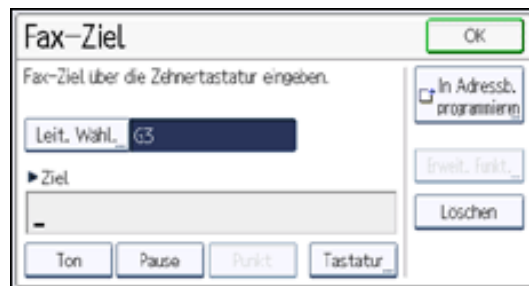 Fax-Ziel
OK
Fax-Ziel über die Zehnertastatur eingeben.
In Adressb.
programmieren
Leit. Wähl. G3
Erweit. Funkt.
►Ziel
Löschen
Ton Pause Punkt Tastatur